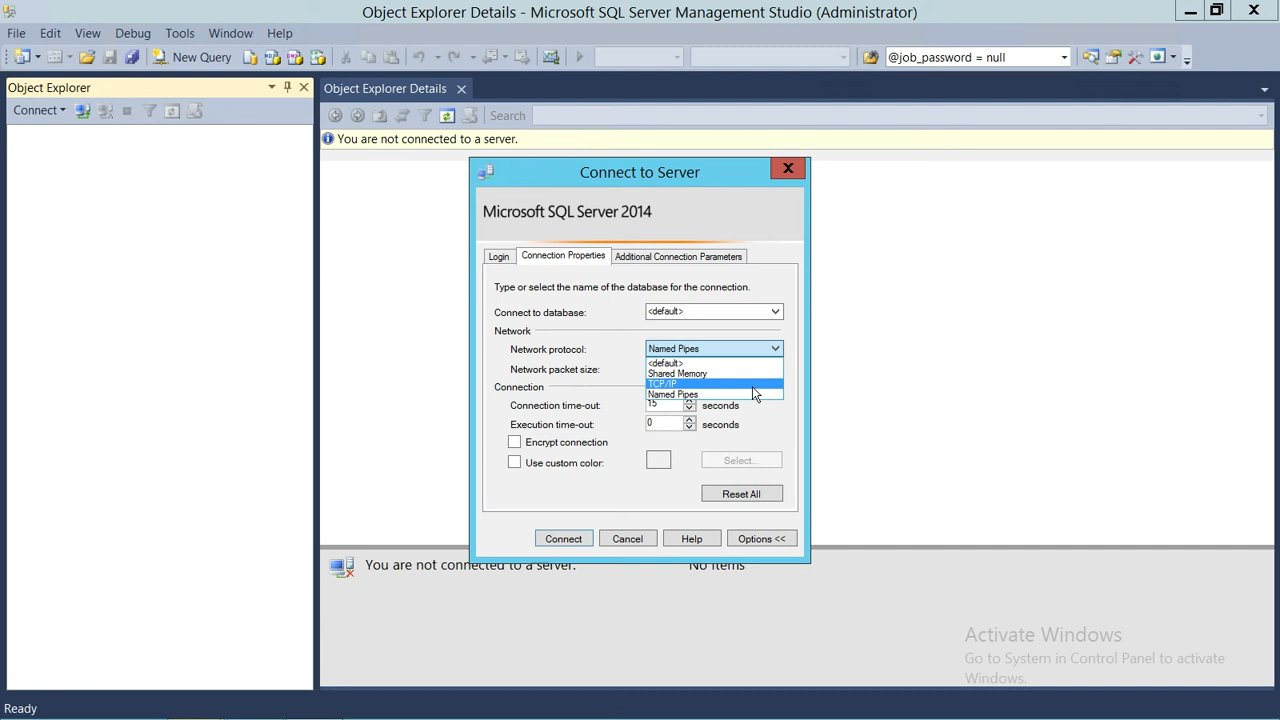 Object Explorer Details - Microsoft SQL Server Management Studio (Administrator)
File Edit View Debug Tools Window Help
New Query
@job_password = null
Object Explorer
Object Explorer Details
Connect
Search
You are not connected to a server.
Connect to Server
Microsoft SQL Server 2014
Login Connection Properties Additional Connection Parameters
Type or select the name of the database for the connection.
Connect to database: <default>
Network
Network protocol: Named Pipes
<default>
Network packet size:
Shared Memory
TCP/IP
Connection
Named Pipes
Connection time-out: 15 seconds
Execution time-out: 0 seconds
Encrypt connection
Use custom color: Select...
Reset All
Connect Cancel Help Options <<
You are not connected to a server. No items
Activate Windows
Go to System in Control Panel to activate
Windows.
Ready